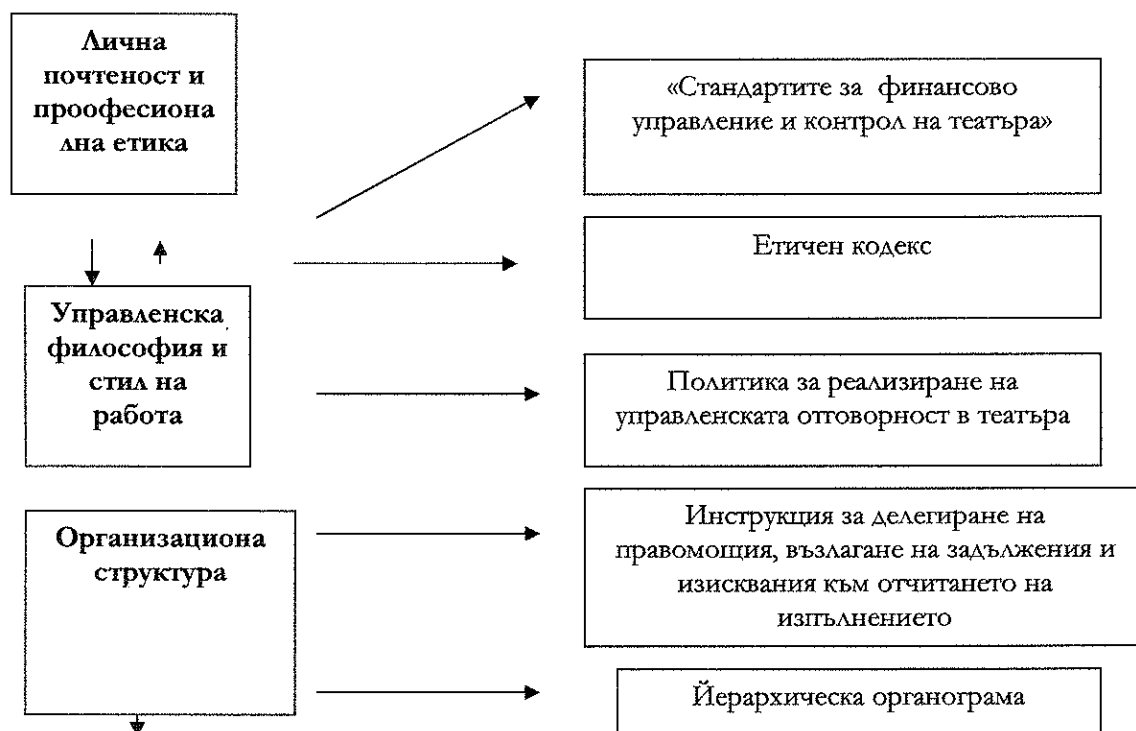 Лична
почтеност и
проофесиона
лна етика
«Стандартите за финансово
управление и контрол на театъра»
Етичен кодекс
Управленска
философия и
стил на
работа
Политика за реализиране на
управленската отговорност в театъра
Организациона
структура
Инструкция за делегиране на
правомощия, възлагане на задължения и
изисквания към отчитането на
изпълнението
Йерархическа органограма